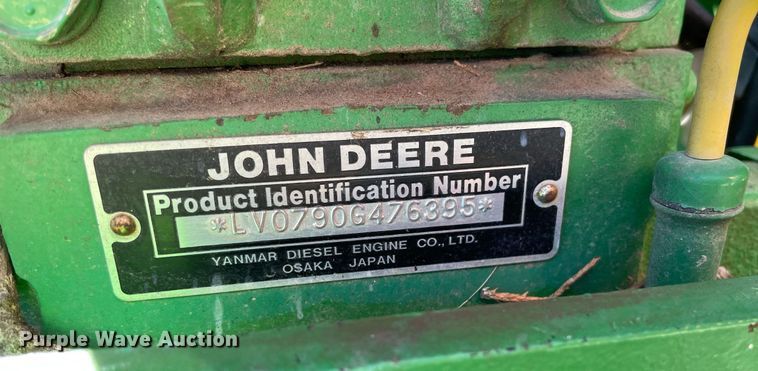 JOHN DEERE
Product Identification Number
*LV0790G476395*
YANMAR DIESEL ENGINE CO., LTD.
OSAKA JAPAN
Purple Wave Auction